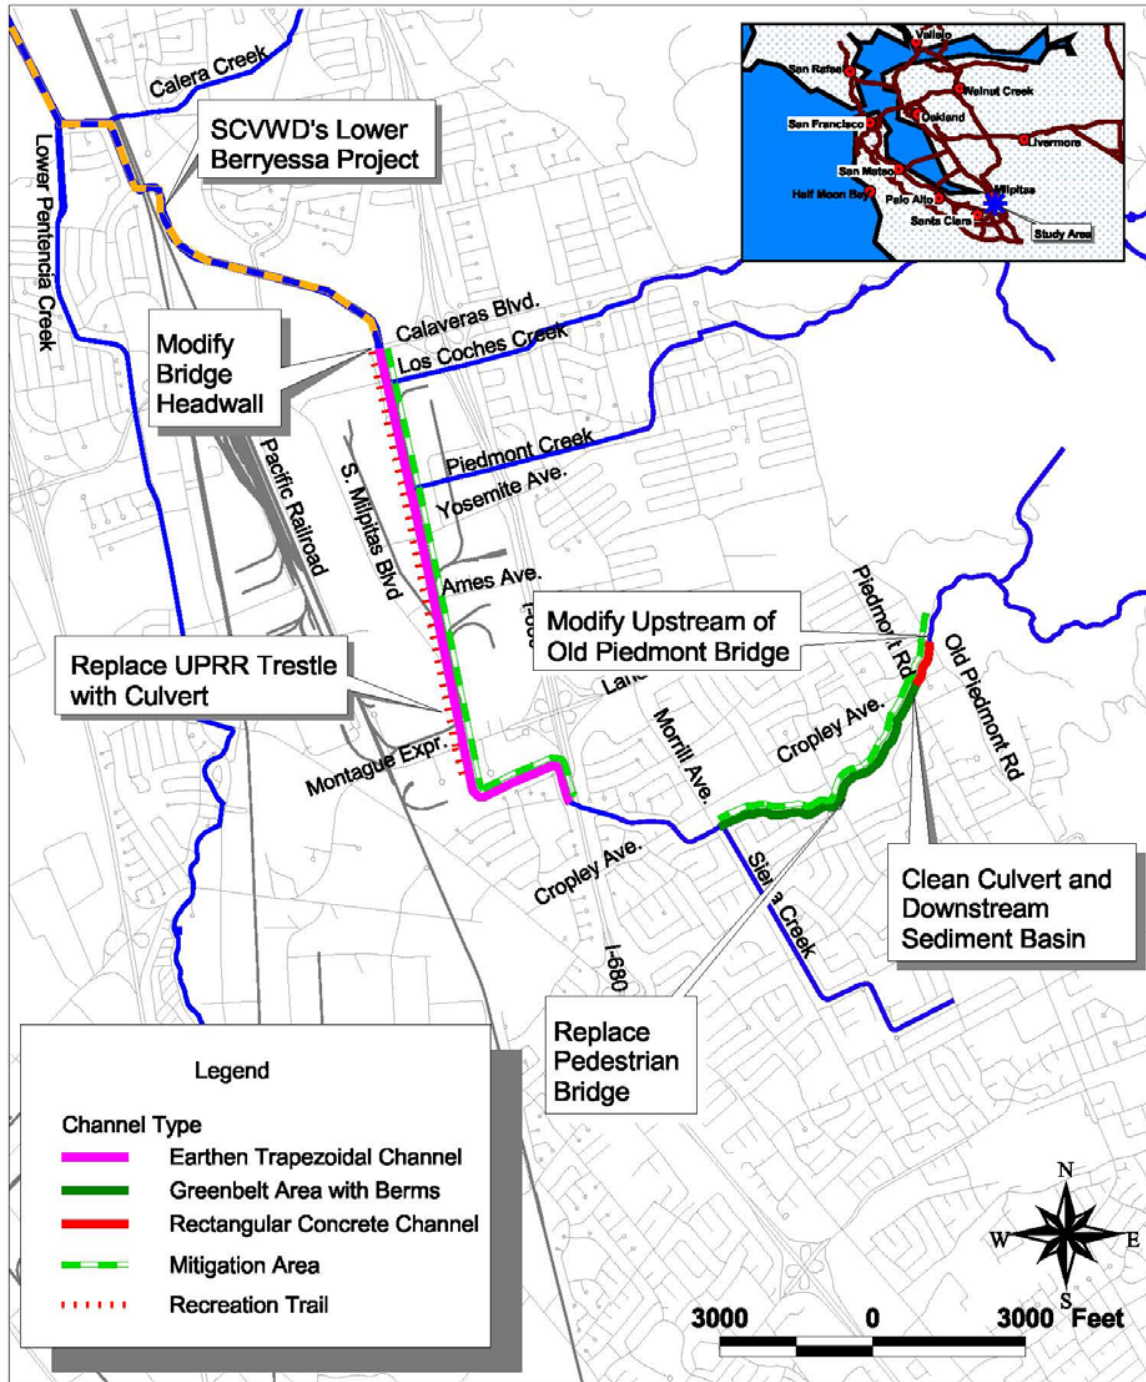 Calera Creek
SCVWD's Lower
Berryessa Project
Lower Pentencia Creek
Vallejo
San Rafael
Walnut Creek
San Francisco
Oakland
Livermore
San Mateo
Half Moon Bay
Palo Alto
Milpitas
Santa Clara
Study Area
Modify
Bridge
Headwall
Calaveras Blvd.
Los Coches Creek
Piedmont Creek
Yosemite Ave.
Pacific Railroad
S. Milpitas Blvd
Ames Ave.
Modify Upstream of
Old Piedmont Bridge
Piedmont Rd
Old Piedmont Rd
Replace UPRR Trestle
with Culvert
Montague Expr.
Morrill Ave.
Cropley Ave.
Cropley Ave.
Sierra Creek
I-680
Clean Culvert and
Downstream
Sediment Basin
Replace
Pedestrian
Bridge
Legend
Channel Type
Earthen Trapezoidal Channel
Greenbelt Area with Berms
Rectangular Concrete Channel
Mitigation Area
Recreation Trail
N
W
E
S
3000 0 3000 Feet